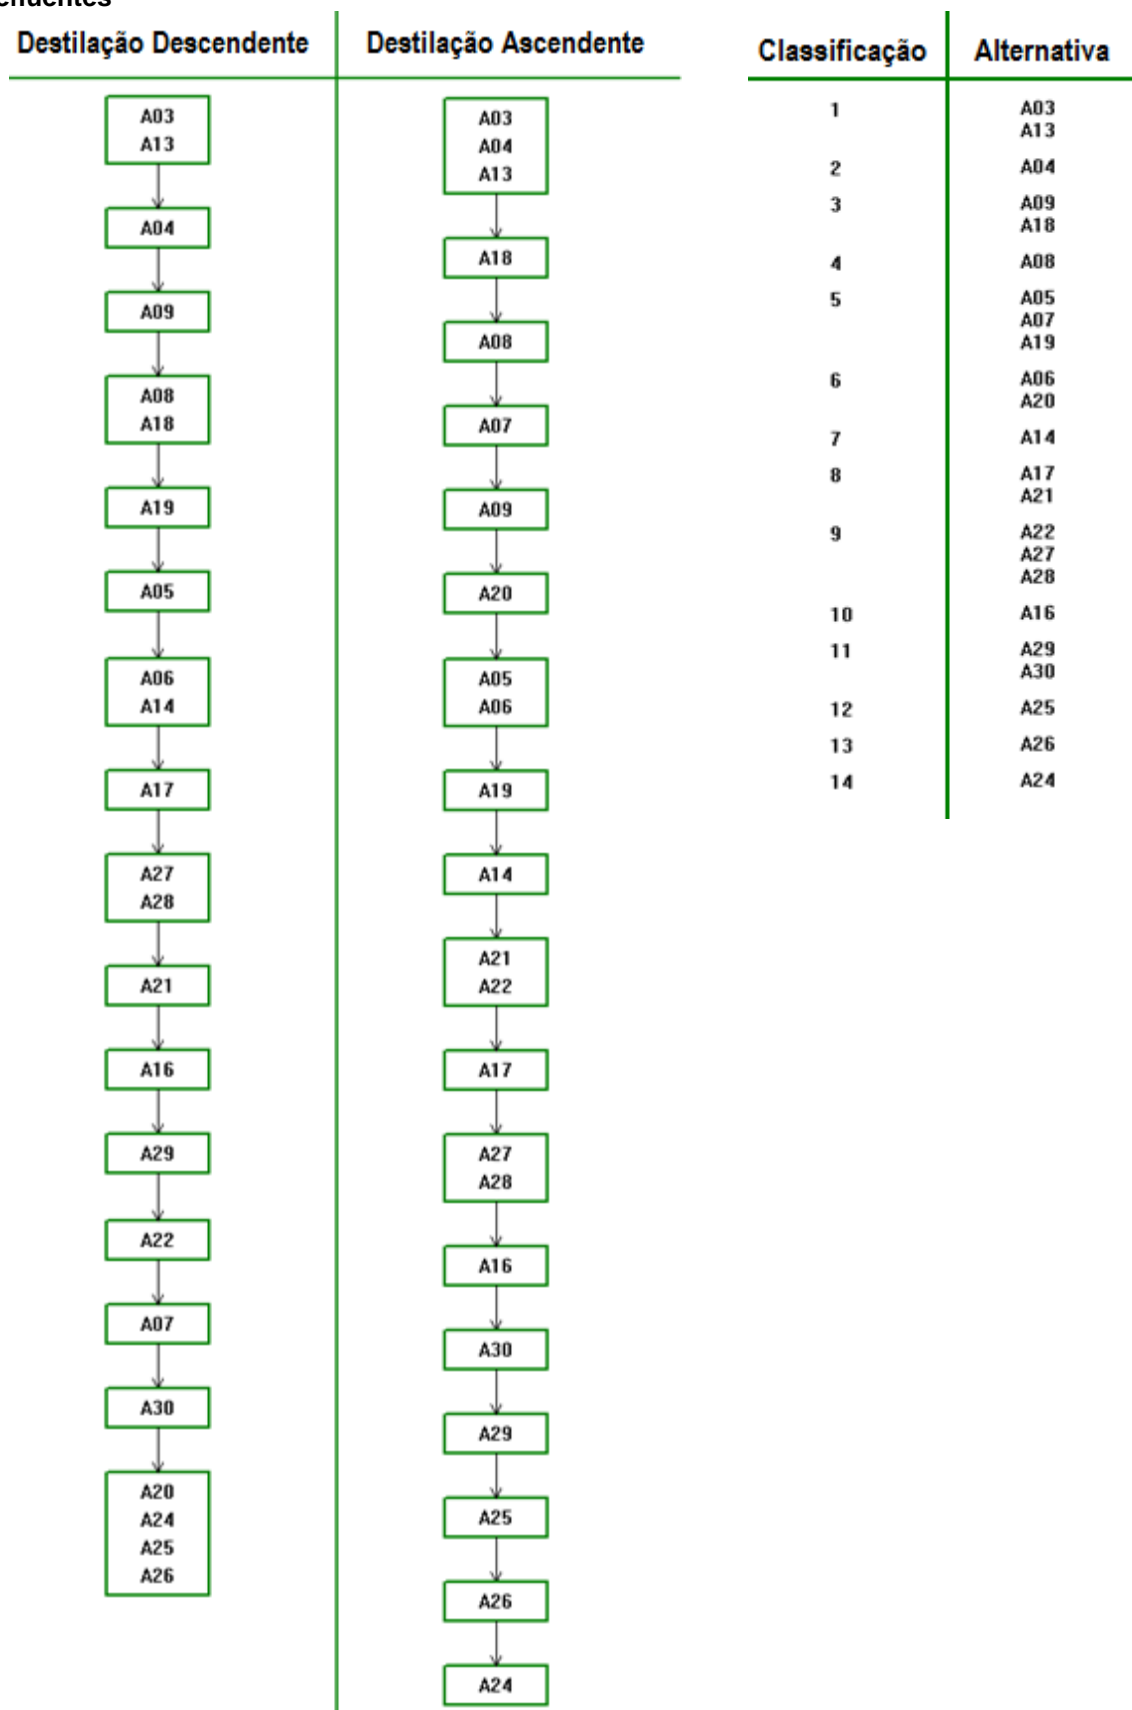 Destilação Descendente
A03
A13
A04
A09
A08
A18
A19
A05
A06
A14
A17
A27
A28
A21
A16
A29
A22
A07
A30
A20
A24
A25
A26
Destilação Ascendente
A03
A04
A13
A18
A08
A07
A09
A20
A05
A06
A19
A14
A21
A22
A17
A27
A28
A16
A30
A29
A25
A26
A24
Classificação Alternativa
1 A03
A13
2 A04
3 A09
A18
4 A08
5 A05
A07
A19
6 A06
A20
7 A14
8 A17
A21
9 A22
A27
A28
10 A16
11 A29
A30
12 A25
13 A26
14 A24